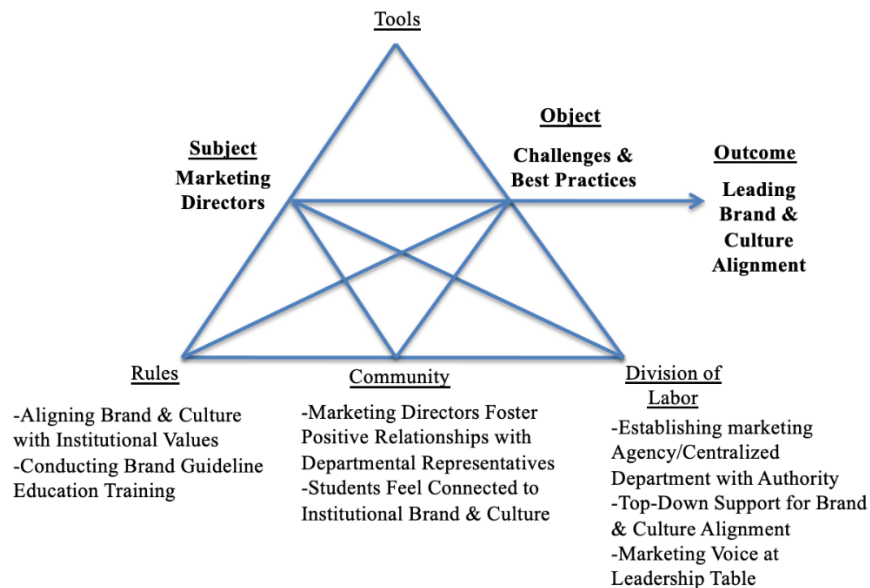 Tools
Object
Challenges &
Best Practices
Subject
Marketing
Directors
Outcome
Leading
Brand &
Culture
Alignment
Rules
-Aligning Brand & Culture
with Institutional Values
-Conducting Brand Guideline
Education Training
Community
-Marketing Directors Foster
Positive Relationships with
Departmental Representatives
-Students Feel Connected to
Institutional Brand & Culture
Division of
Labor
-Establishing marketing
Agency/Centralized
Department with Authority
-Top-Down Support for Brand
& Culture Alignment
-Marketing Voice at
Leadership Table